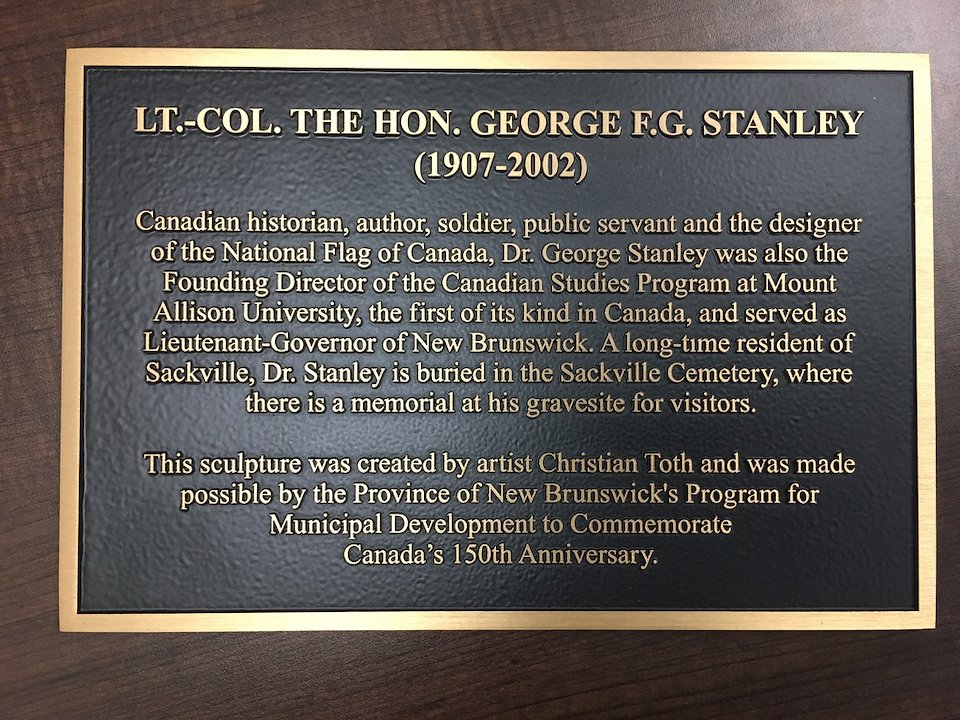 LT.-COL. THE HON. GEORGE F.G. STANLEY
(1907-2002)
Canadian historian, author, soldier, public servant and the designer
of the National Flag of Canada, Dr. George Stanley was also the
Founding Director of the Canadian Studies Program at Mount
Allison University, the first of its kind in Canada, and served as
Lieutenant-Governor of New Brunswick. A long-time resident of
Sackville, Dr. Stanley is buried in the Sackville Cemetery, where
there is a memorial at his gravesite for visitors.
This sculpture was created by artist Christian Toth and was made
possible by the Province of New Brunswick's Program for
Municipal Development to Commemorate
Canada’s 150th Anniversary.